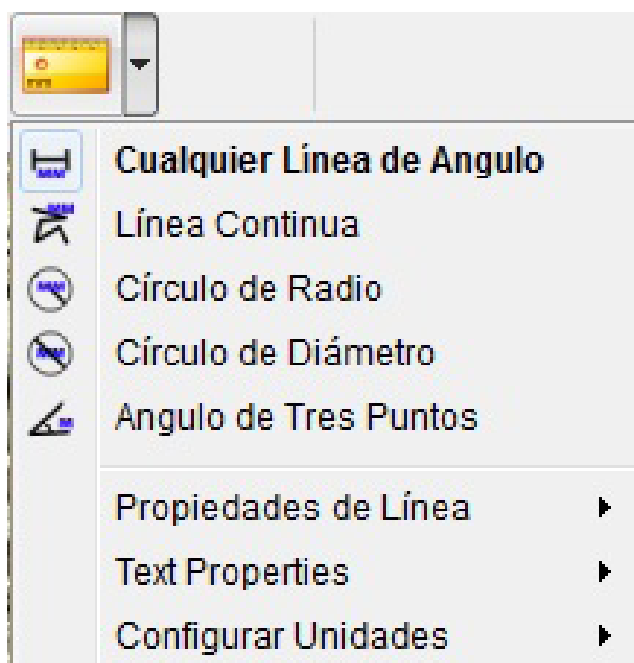 Cualquier Línea de Angulo
Línea Continua
Círculo de Radio
Círculo de Diámetro
Angulo de Tres Puntos
Propiedades de Línea
Text Properties
Configurar Unidades